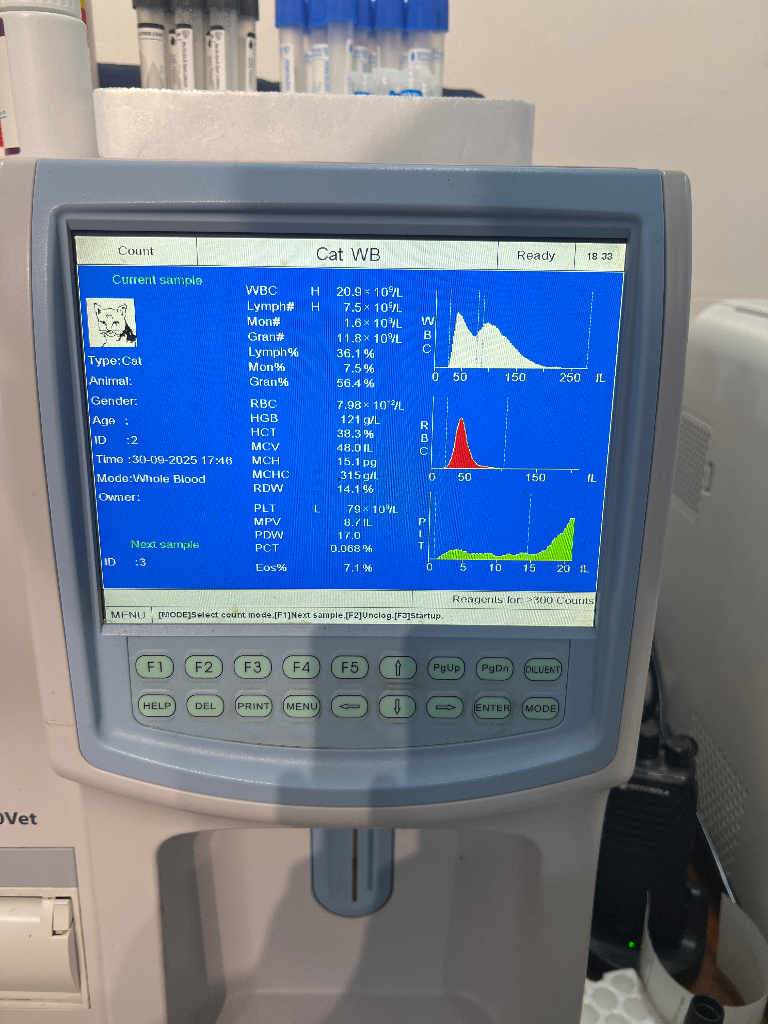 Count Cat WB Ready 18 33
Current sample
Type:Cat
Animal:
Gender:
Age :
ID :2
Time :30-09-2025 17:46
Mode:Whole Blood
Owner:
Next sample
ID :3
WBC H 20.9 × 10⁹/L
Lymph# H 7.5 × 10⁹/L
Mon# 1.6 × 10⁹/L
Gran# 11.8 × 10⁹/L
Lymph% 36.1 %
Mon% 7.5 %
Gran% 56.4 %
RBC 7.98 × 10¹²/L
HGB 121 g/L
HCT 38.3 %
MCV 48.0 fL
MCH 15.1 pg
MCHC 315 g/L
RDW 14.1 %
PLT L 79 × 10⁹/L
MPV 8.7 fL
PDW 17.0
PCT 0.068 %
Eos% 7.1 %
WBC
0 50 150 250 fL
RBC
0 50 150 fL
PLT
0 5 10 15 20 fL
Reagents for: >300 Counts
MENU [MODE]Select count mode,[F1]Next sample,[F2]Unclog,[F3]Startup.
F1 F2 F3 F4 F5 ⇧ PgUp PgDn DILUENT
HELP DEL PRINT MENU ⇦ ⇩ ⇨ ENTER MODE
Vet